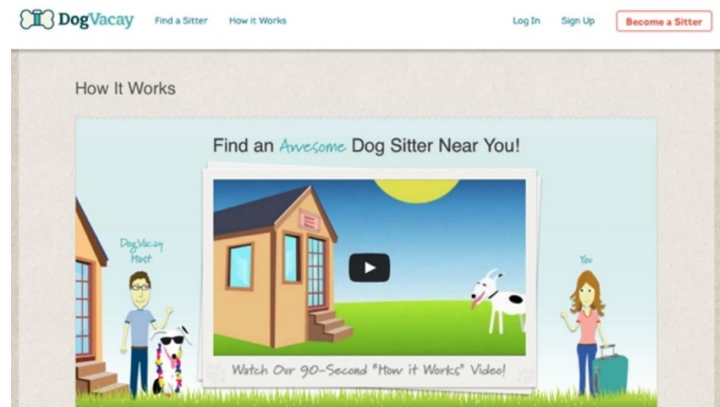 DogVacay
Find a Sitter
How it Works
Log In
Sign Up
Become a Sitter
How It Works
Find an Awesome Dog Sitter Near You!
DogVacay
Host
You
Watch Our 90-Second "How it Works" Video!